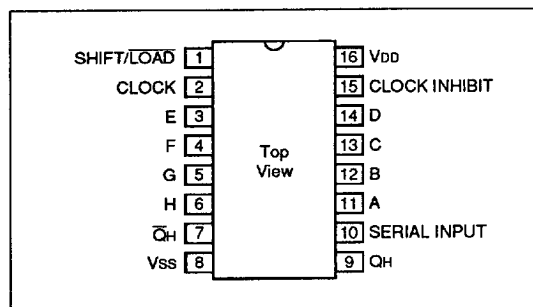 SHIFT/LOAD 1 16 VDD
CLOCK 2 15 CLOCK INHIBIT
E 3 14 D
F 4 13 C
Top
G 5 12 B
View
H 6 11 A
Q̅H 7 10 SERIAL INPUT
VSS 8 9 QH